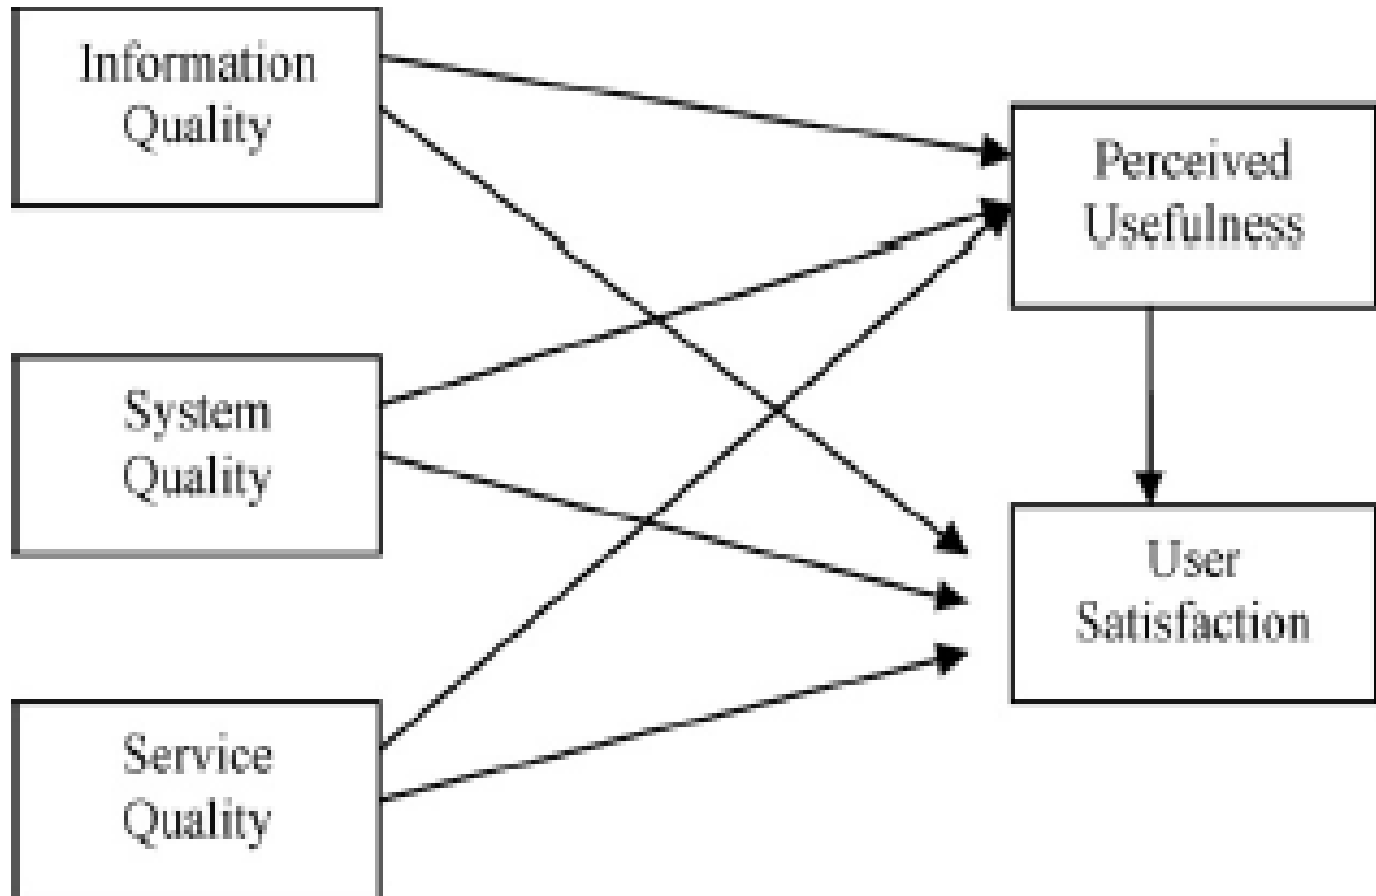 Information
Quality
Perceived
Usefulness
System
Quality
User
Satisfaction
Service
Quality